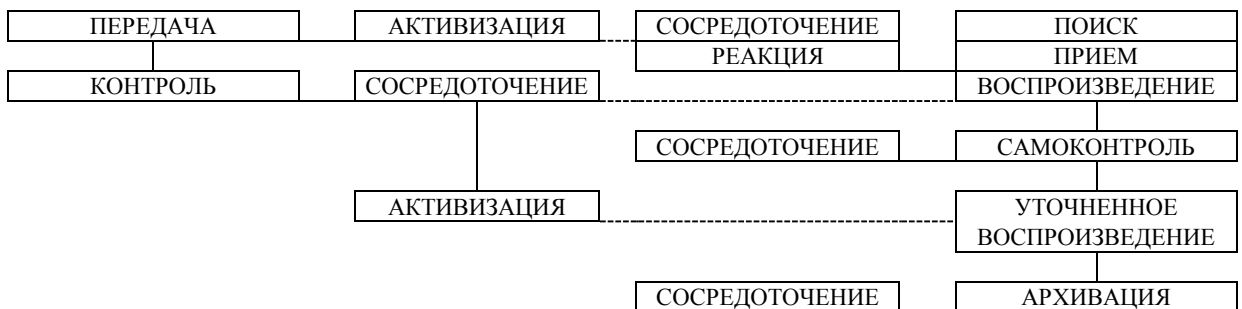 ПЕРЕДАЧА АКТИВИЗАЦИЯ СОСРЕДОТОЧЕНИЕ ПОИСК
РЕАКЦИЯ ПРИЕМ
КОНТРОЛЬ СОСРЕДОТОЧЕНИЕ ВОСПРОИЗВЕДЕНИЕ
СОСРЕДОТОЧЕНИЕ САМОКОНТРОЛЬ
АКТИВИЗАЦИЯ УТОЧНЕННОЕ
ВОСПРОИЗВЕДЕНИЕ
СОСРЕДОТОЧЕНИЕ АРХИВАЦИЯ